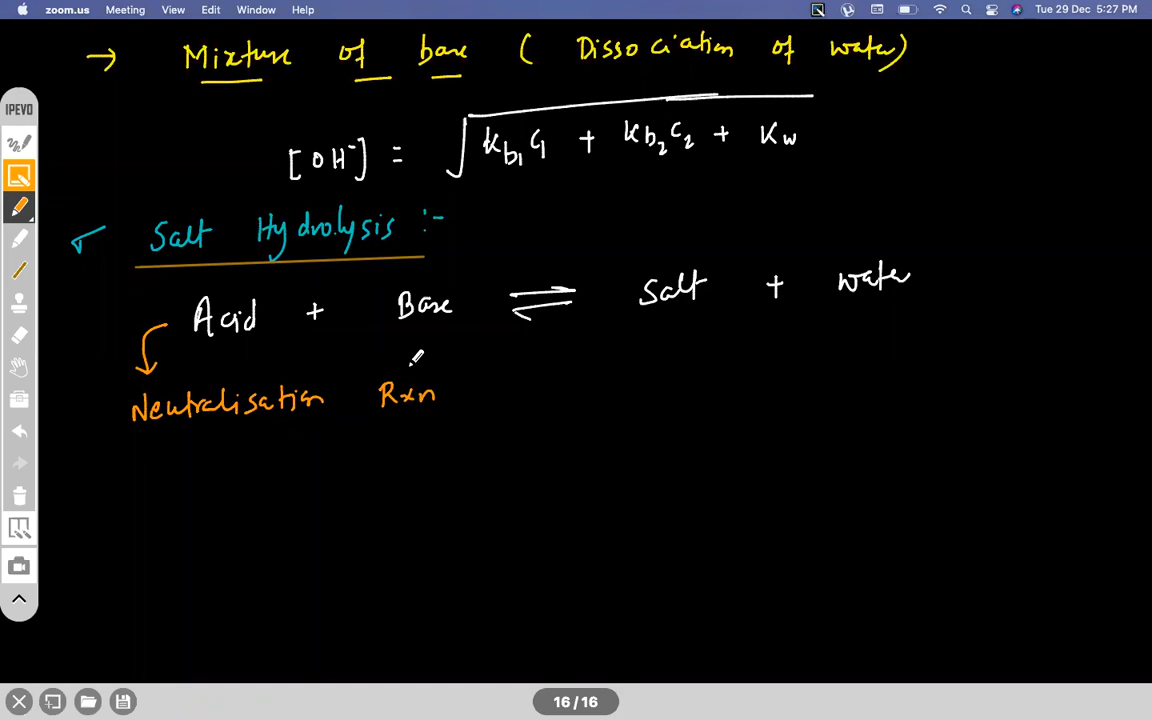 zoom.us Meeting View Edit Window Help Tue 29 Dec 5:27 PM
→ Mixture of base ( Dissociation of water)
IPEVO
[OH⁻] = √(Kb₁C₁ + Kb₂C₂ + Kw)
Salt Hydrolysis :-
Acid + Base ⇌ Salt + water
Neutralisation Rxn
16/16